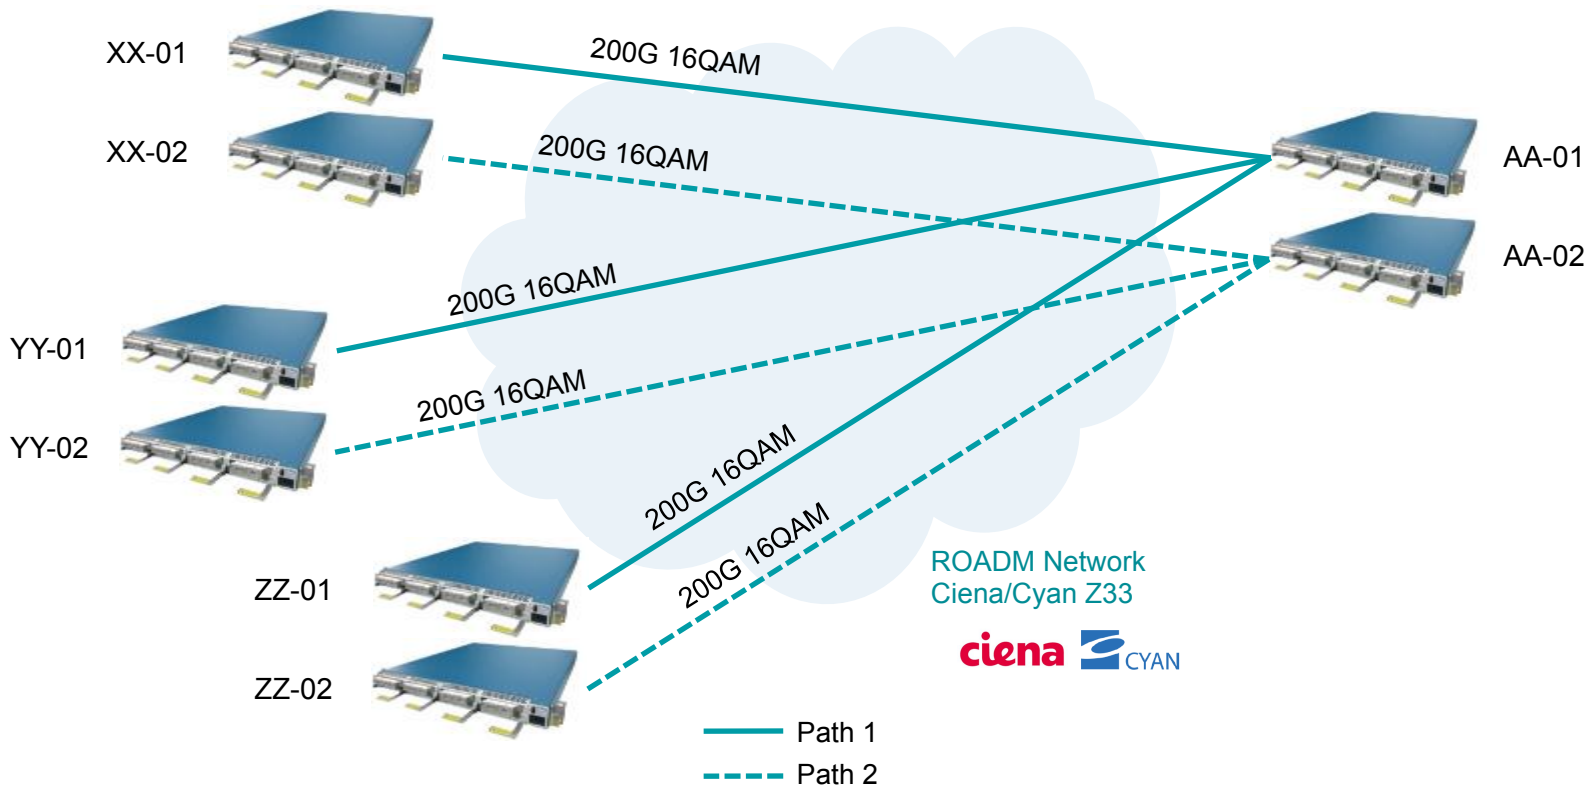 XX-01
200G 16QAM
XX-02
200G 16QAM
AA-01
AA-02
YY-01
200G 16QAM
YY-02
200G 16QAM
ZZ-01
200G 16QAM
ZZ-02
200G 16QAM
ROADM Network
Ciena/Cyan Z33
ciena
CYAN
Path 1
Path 2